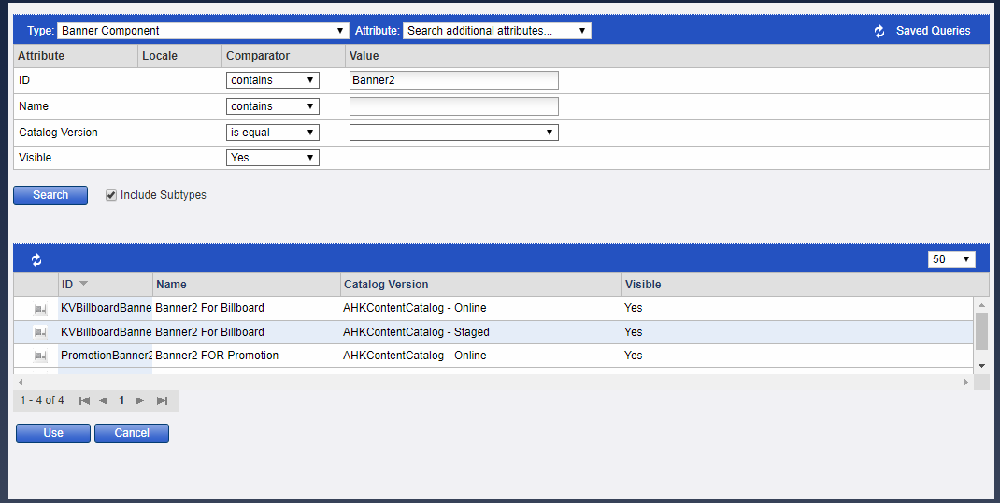 Type: Banner Component Attribute: Search additional attributes... Saved Queries
Attribute Locale Comparator Value
ID contains Banner2
Name contains
Catalog Version is equal
Visible Yes
Search Include Subtypes
50
ID Name Catalog Version Visible
KVBillboardBanne Banner2 For Billboard AHKContentCatalog - Online Yes
KVBillboardBanne Banner2 For Billboard AHKContentCatalog - Staged Yes
PromotionBanner2 Banner2 FOR Promotion AHKContentCatalog - Online Yes
1 - 4 of 4 1
Use Cancel